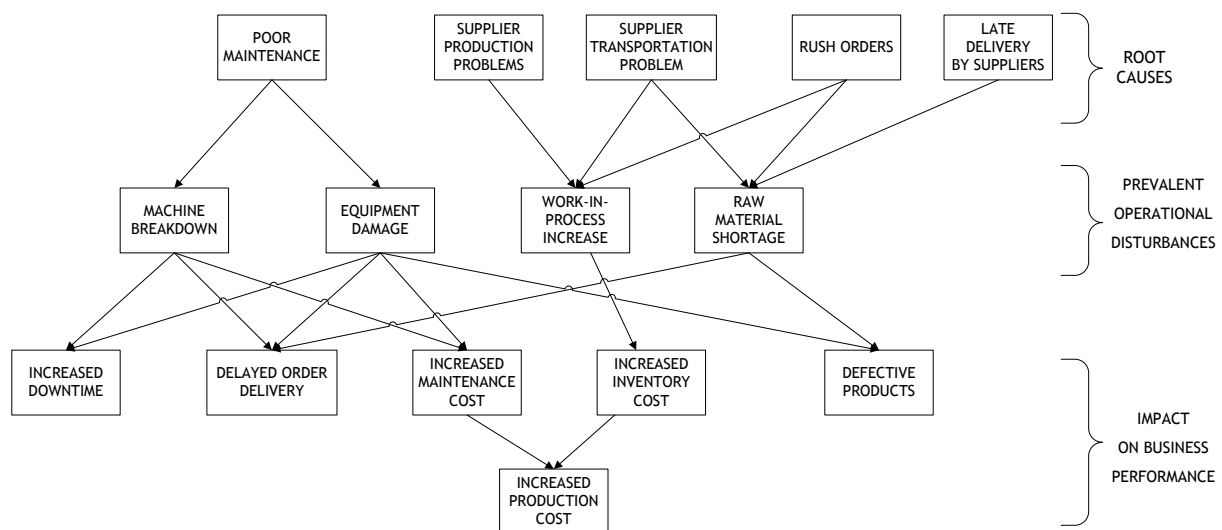 POOR
MAINTENANCE
SUPPLIER
PRODUCTION
PROBLEMS
SUPPLIER
TRANSPORTATION
PROBLEM
RUSH ORDERS
LATE
DELIVERY
BY SUPPLIERS
ROOT
CAUSES
MACHINE
BREAKDOWN
EQUIPMENT
DAMAGE
WORK-IN-
PROCESS
INCREASE
RAW
MATERIAL
SHORTAGE
PREVALENT
OPERATIONAL
DISTURBANCES
INCREASED
DOWNTIME
DELAYED ORDER
DELIVERY
INCREASED
MAINTENANCE
COST
INCREASED
INVENTORY
COST
DEFECTIVE
PRODUCTS
IMPACT
ON BUSINESS
PERFORMANCE
INCREASED
PRODUCTION
COST